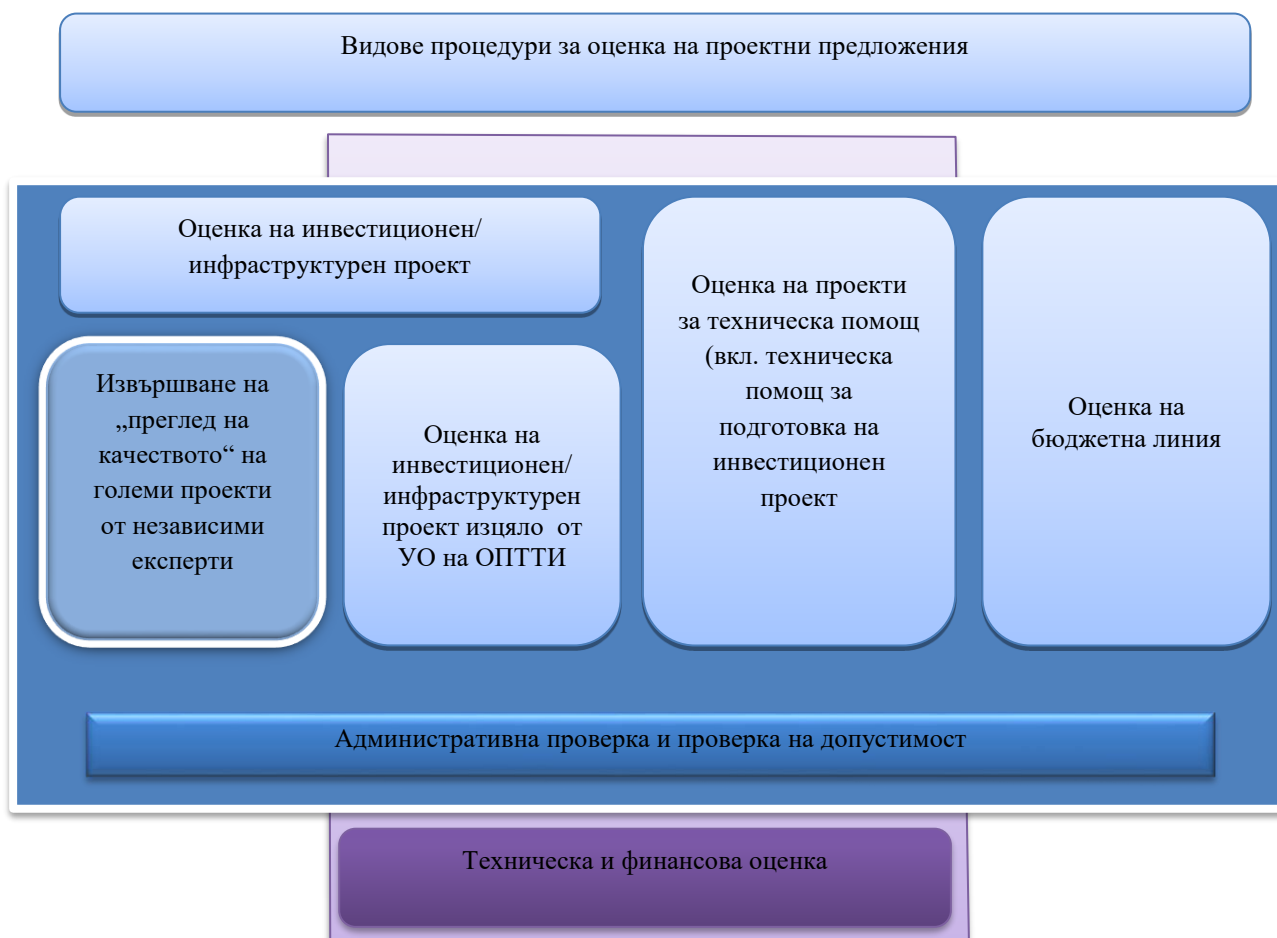 Видове процедури за оценка на проектни предложения
Оценка на инвестиционен/
инфраструктурен проект
Извършване на
„преглед на
качеството“ на
големи проекти
от независими
експерти
Оценка на
инвестиционен/
инфраструктурен
проект изцяло от
УО на ОПТТИ
Оценка на проекти
за техническа помощ
(вкл. техническа
помощ за
подготовка на
инвестиционен
проект
Оценка на
бюджетна линия
Административна проверка и проверка на допустимост
Техническа и финансова оценка